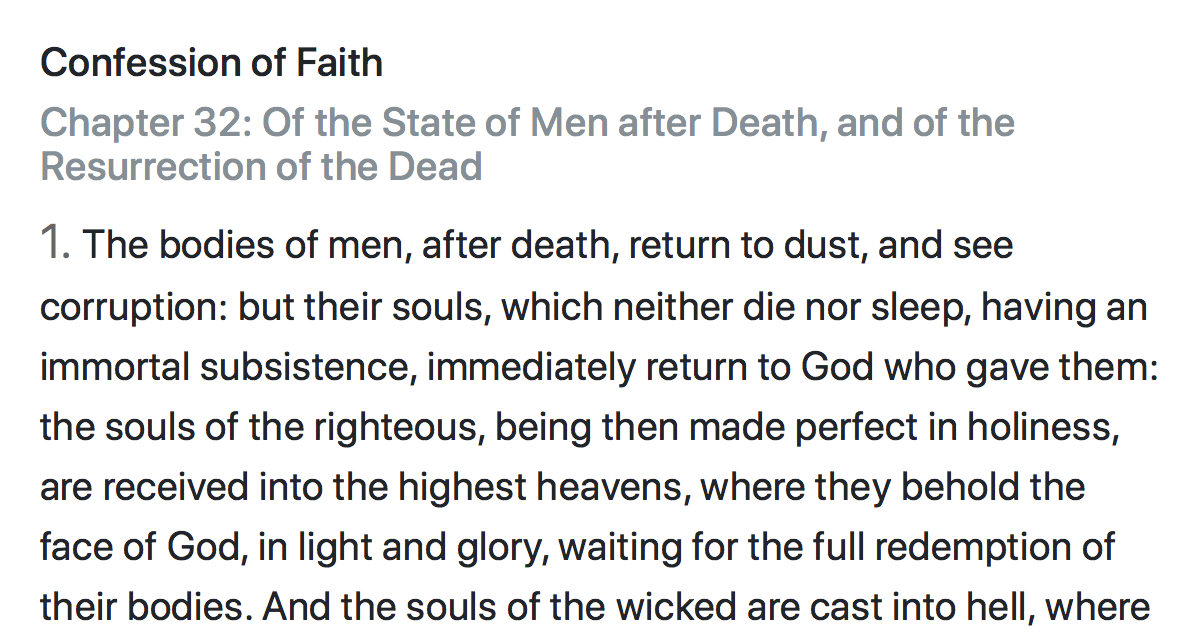 Confession of Faith
Chapter 32: Of the State of Men after Death, and of the
Resurrection of the Dead
1. The bodies of men, after death, return to dust, and see
corruption: but their souls, which neither die nor sleep, having an
immortal subsistence, immediately return to God who gave them:
the souls of the righteous, being then made perfect in holiness,
are received into the highest heavens, where they behold the
face of God, in light and glory, waiting for the full redemption of
their bodies. And the souls of the wicked are cast into hell, where